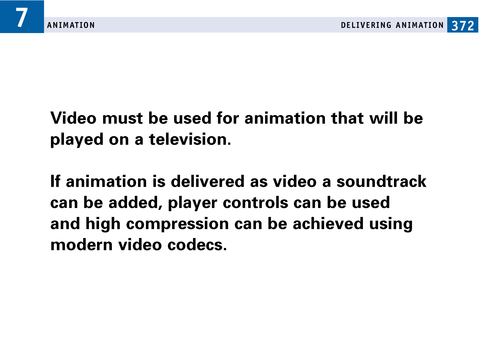 7
ANIMATION
DELIVERING ANIMATION 372
Video must be used for animation that will be
played on a television.
If animation is delivered as video a soundtrack
can be added, player controls can be used
and high compression can be achieved using
modern video codecs.